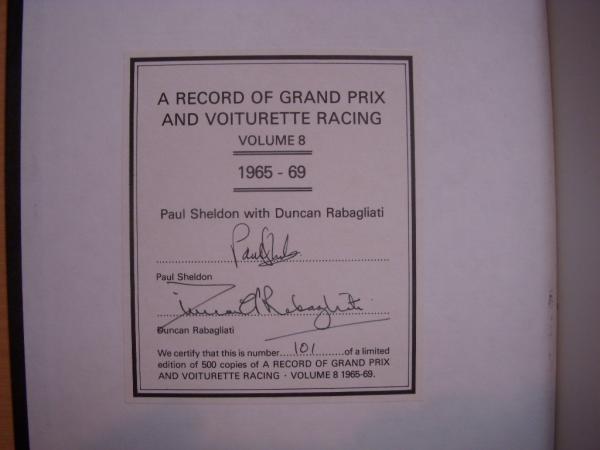 A RECORD OF GRAND PRIX
AND VOITURETTE RACING
VOLUME 8
1965 - 69
Paul Sheldon with Duncan Rabagliati
Paul Sheldon
Duncan Rabagliati
We certify that this is number......101......of a limited
edition of 500 copies of A RECORD OF GRAND PRIX
AND VOITURETTE RACING - VOLUME 8 1965-69.